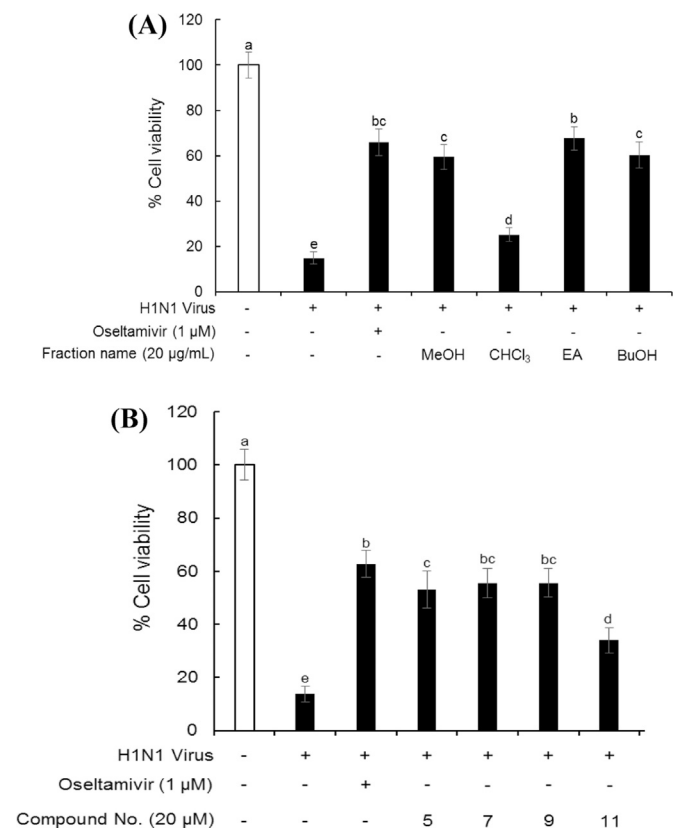 (A)
120
100
80
60
40
20
0
% Cell viability
a
e
bc
c
d
b
c
H1N1 Virus - + + + + + +
Oseltamivir (1 µM) - - + - - - -
Fraction name (20 µg/mL) - - - MeOH CHCl₃ EA BuOH
(B)
120
100
80
60
40
20
0
% Cell viability
a
e
b
c
bc
bc
d
H1N1 Virus - + + + + + +
Oseltamivir (1 µM) - - + - - - -
Compound No. (20 µM) - - - 5 7 9 11